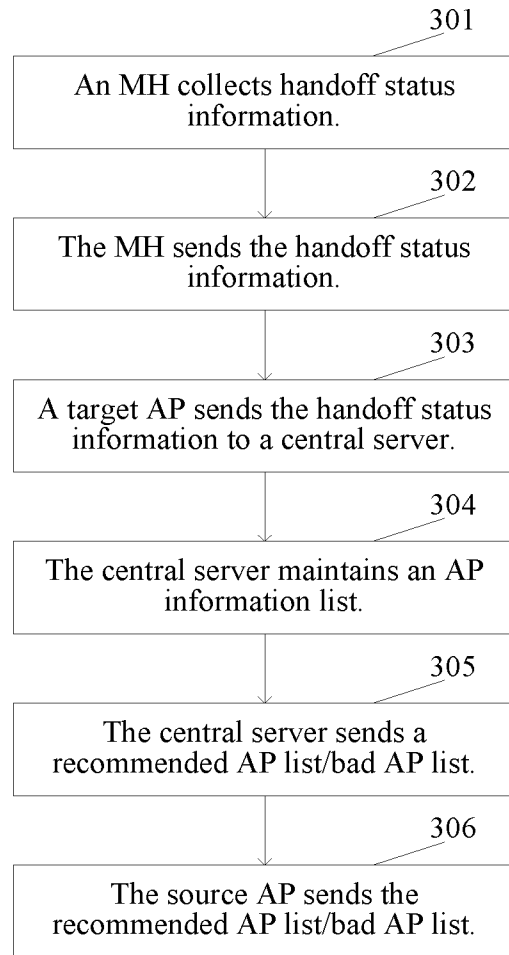 301
An MH collects handoff status
information.
302
The MH sends the handoff status
information.
303
A target AP sends the handoff status
information to a central server.
304
The central server maintains an AP
information list.
305
The central server sends a
recommended AP list/bad AP list.
306
The source AP sends the
recommended AP list/bad AP list.